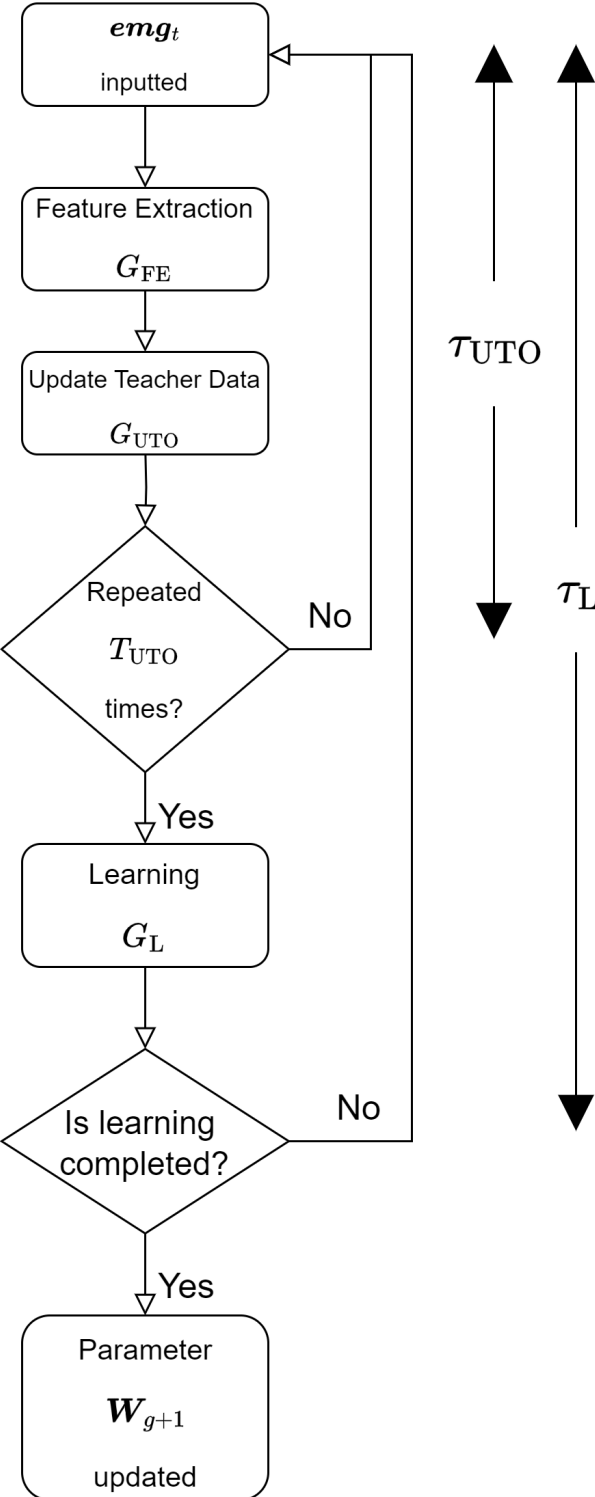 emg_t
inputted
Feature Extraction
G_FE
Update Teacher Data
G_UTO
Repeated
T_UTO
times?
No
Yes
Learning
G_L
Is learning
completed?
No
Yes
Parameter
W_{g+1}
updated
τ_UTO
τ_L